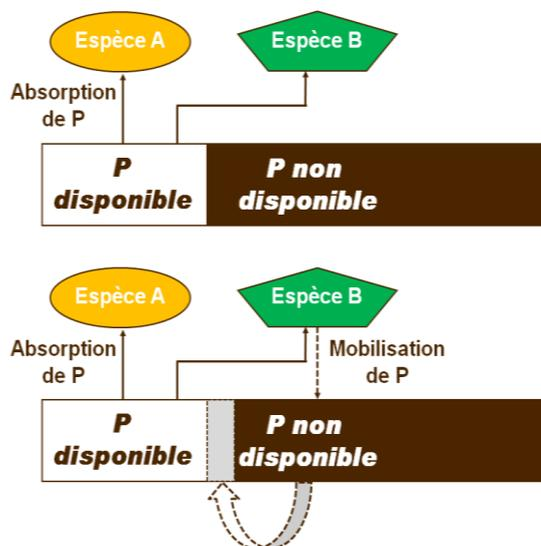 Espèce A
Espèce B
Absorption
de P
P
disponible
P non
disponible
Espèce A
Espèce B
Absorption
de P
Mobilisation
de P
P
disponible
P non
disponible